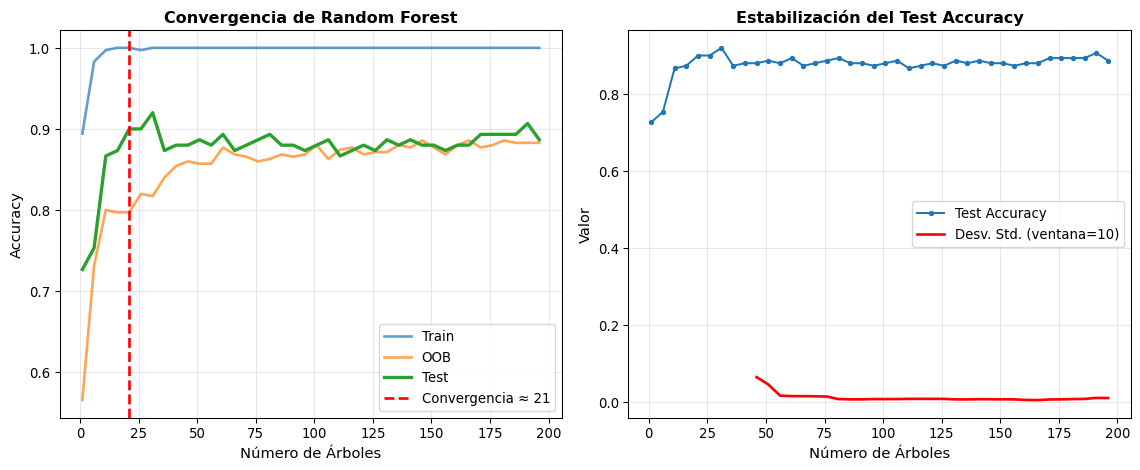 Convergencia de Random Forest
Accuracy
1.0
0.9
0.8
0.7
0.6
Train
OOB
Test
Convergencia ≈ 21
0 25 50 75 100 125 150 175 200
Número de Árboles
Estabilización del Test Accuracy
Valor
0.8
0.6
0.4
0.2
0.0
Test Accuracy
Desv. Std. (ventana=10)
0 25 50 75 100 125 150 175 200
Número de Árboles